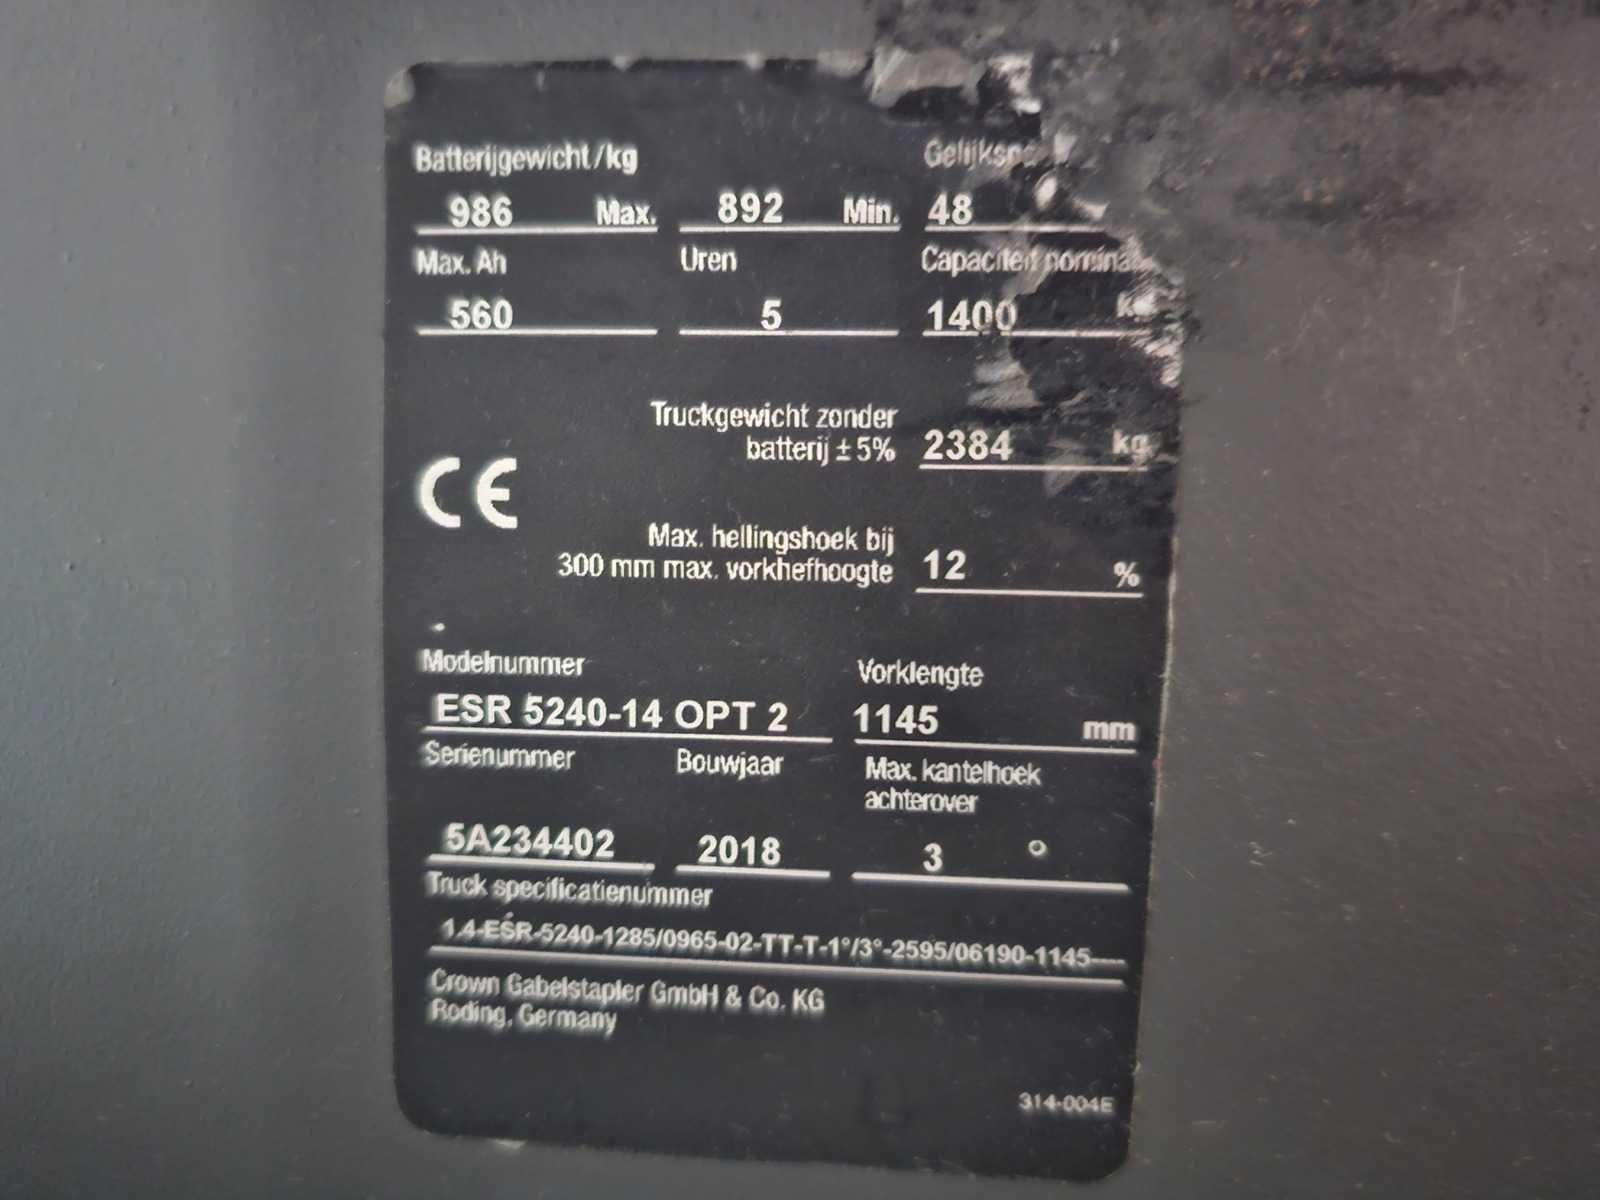 Batterijgewicht/kg
986 Max. 892 Min. 48
Max. Ah Uren Capaciteit
560 5 1400 kg
Truckgewicht zonder
batterij ± 5% 2384 kg
CE
Max. hellingshoek bij
300 mm max. vorkhefhoogte 12 %
Modelnummer Vorklengte
ESR 5240-14 OPT 2 1145 mm
Serienummer Bouwjaar Max. kantelhoek
achterover
5A234402 2018 3 °
Truck specificatienummer
1.4-ESR-5240-1285/0965-02-TT-T-1°/3°-2595/06190-1145----
Crown Gabelstapler GmbH & Co. KG
Roding, Germany
314-004E